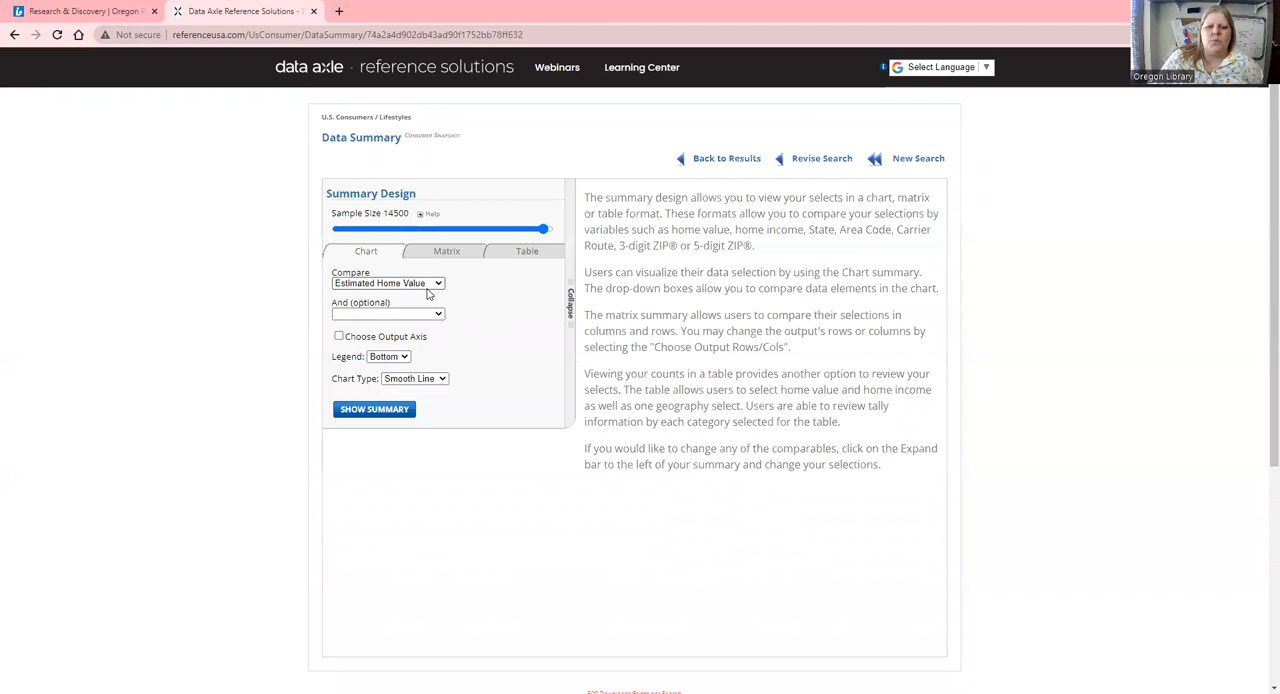 Research & Discovery | Oregon P
Data Axle Reference Solutions -
Not secure
referenceusa.com/UsConsumer/DataSummary/74a2a4d902db43ad90f1752bb78ff632
Oregon Library
data axle · reference solutions
Webinars
Learning Center
Select Language
U.S. Consumers / Lifestyles
Data Summary Consumer Snapshot
Back to Results
Revise Search
New Search
Summary Design
Sample Size 14500
Help
Chart
Matrix
Table
Compare
Estimated Home Value
And (optional)
Choose Output Axis
Legend: Bottom
Chart Type: Smooth Line
SHOW SUMMARY
Collapse
The summary design allows you to view your selects in a chart, matrix
or table format. These formats allow you to compare your selections by
variables such as home value, home income, State, Area Code, Carrier
Route, 3-digit ZIP® or 5-digit ZIP®.
Users can visualize their data selection by using the Chart summary.
The drop-down boxes allow you to compare data elements in the chart.
The matrix summary allows users to compare their selections in
columns and rows. You may change the output's rows or columns by
selecting the "Choose Output Rows/Cols".
Viewing your counts in a table provides another option to review your
selects. The table allows users to select home value and home income
as well as one geography select. Users are able to review tally
information by each category selected for the table.
If you would like to change any of the comparables, click on the Expand
bar to the left of your summary and change your selections.